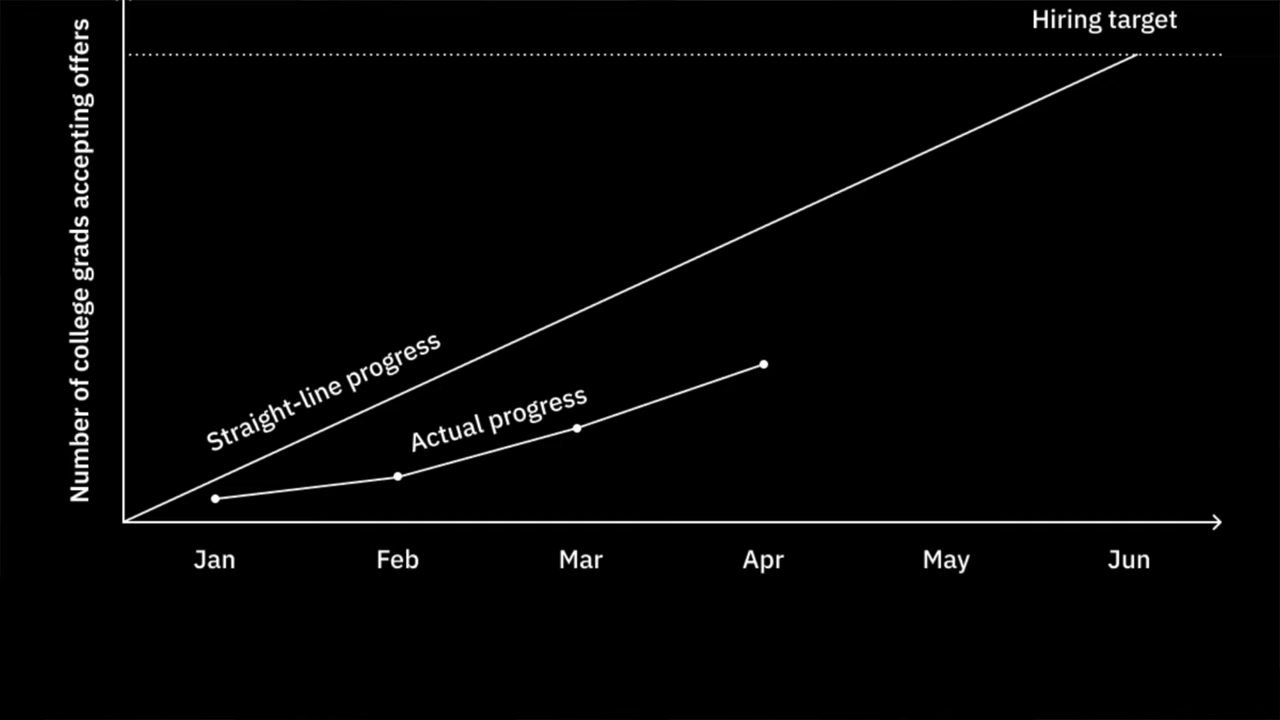 Hiring target
Number of college grads accepting offers
Straight-line progress
Actual progress
Jan Feb Mar Apr May Jun